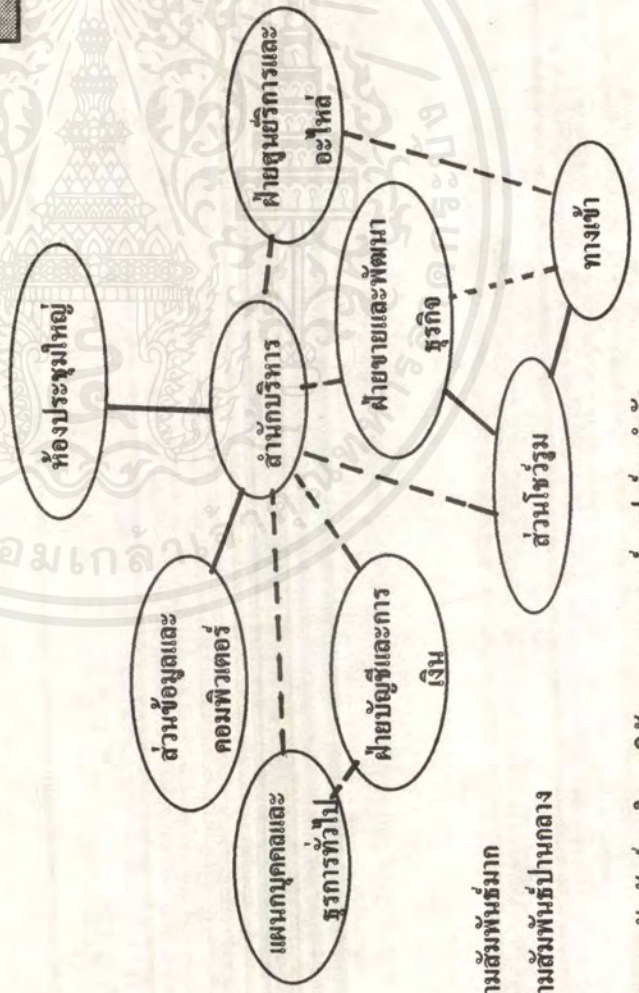 ห้องประชุมใหญ่
ส่วนข้อมูลและ
คอมพิวเตอร์
สำนักบริหาร
ฝ่ายศูนย์ริการและ
อะไหล่
แผนกบุคคลและ
ธุรการทั่วไป
ฝ่ายบัญชีและการ
เงิน
ฝ่ายขายและพัฒนา
ธุรกิจ
ส่วนโชว์รูม
ทางเข้า
ามสัมพันธ์มาก
ามสัมพันธ์ปานกลาง